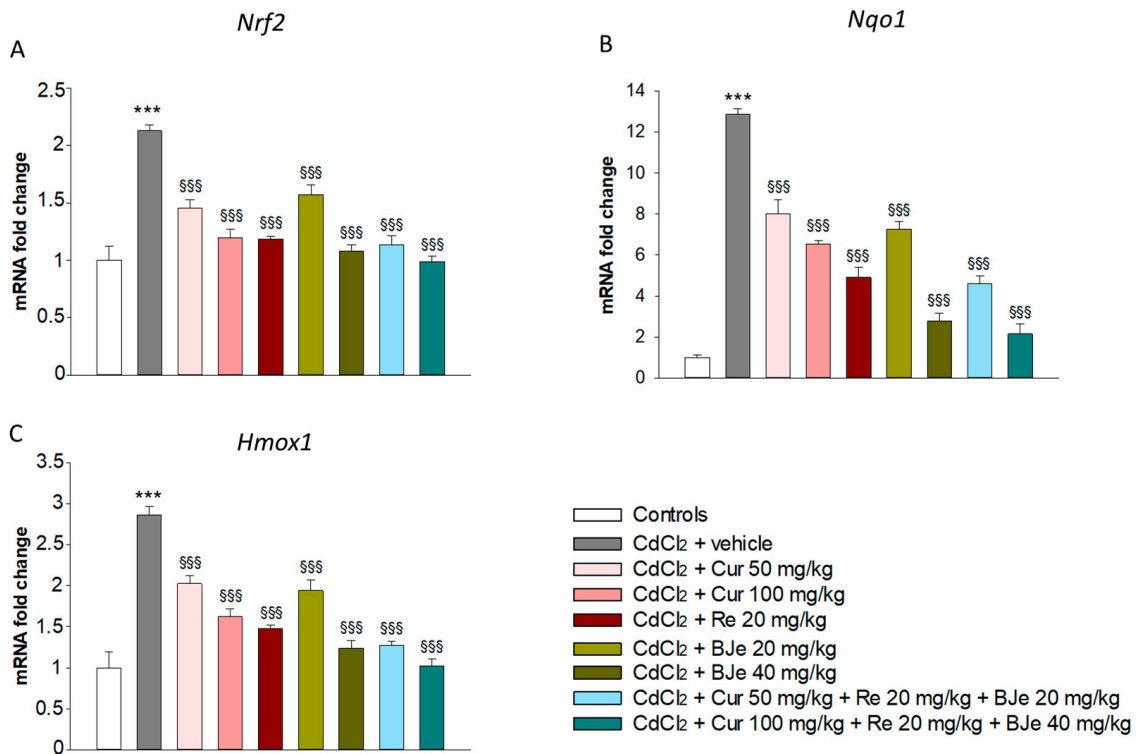 Nrf2
A
mRNA fold change
2.5
2
1.5
1
0.5
0
***
§§§
§§§
§§§
§§§
§§§
§§§
§§§
Nqo1
B
mRNA fold change
14
12
10
8
6
4
2
0
***
§§§
§§§
§§§
§§§
§§§
§§§
§§§
Hmox1
C
mRNA fold change
3.5
3
2.5
2
1.5
1
0.5
0
***
§§§
§§§
§§§
§§§
§§§
§§§
§§§
Controls
CdCl₂ + vehicle
CdCl₂ + Cur 50 mg/kg
CdCl₂ + Cur 100 mg/kg
CdCl₂ + Re 20 mg/kg
CdCl₂ + BJe 20 mg/kg
CdCl₂ + BJe 40 mg/kg
CdCl₂ + Cur 50 mg/kg + Re 20 mg/kg + BJe 20 mg/kg
CdCl₂ + Cur 100 mg/kg + Re 20 mg/kg + BJe 40 mg/kg